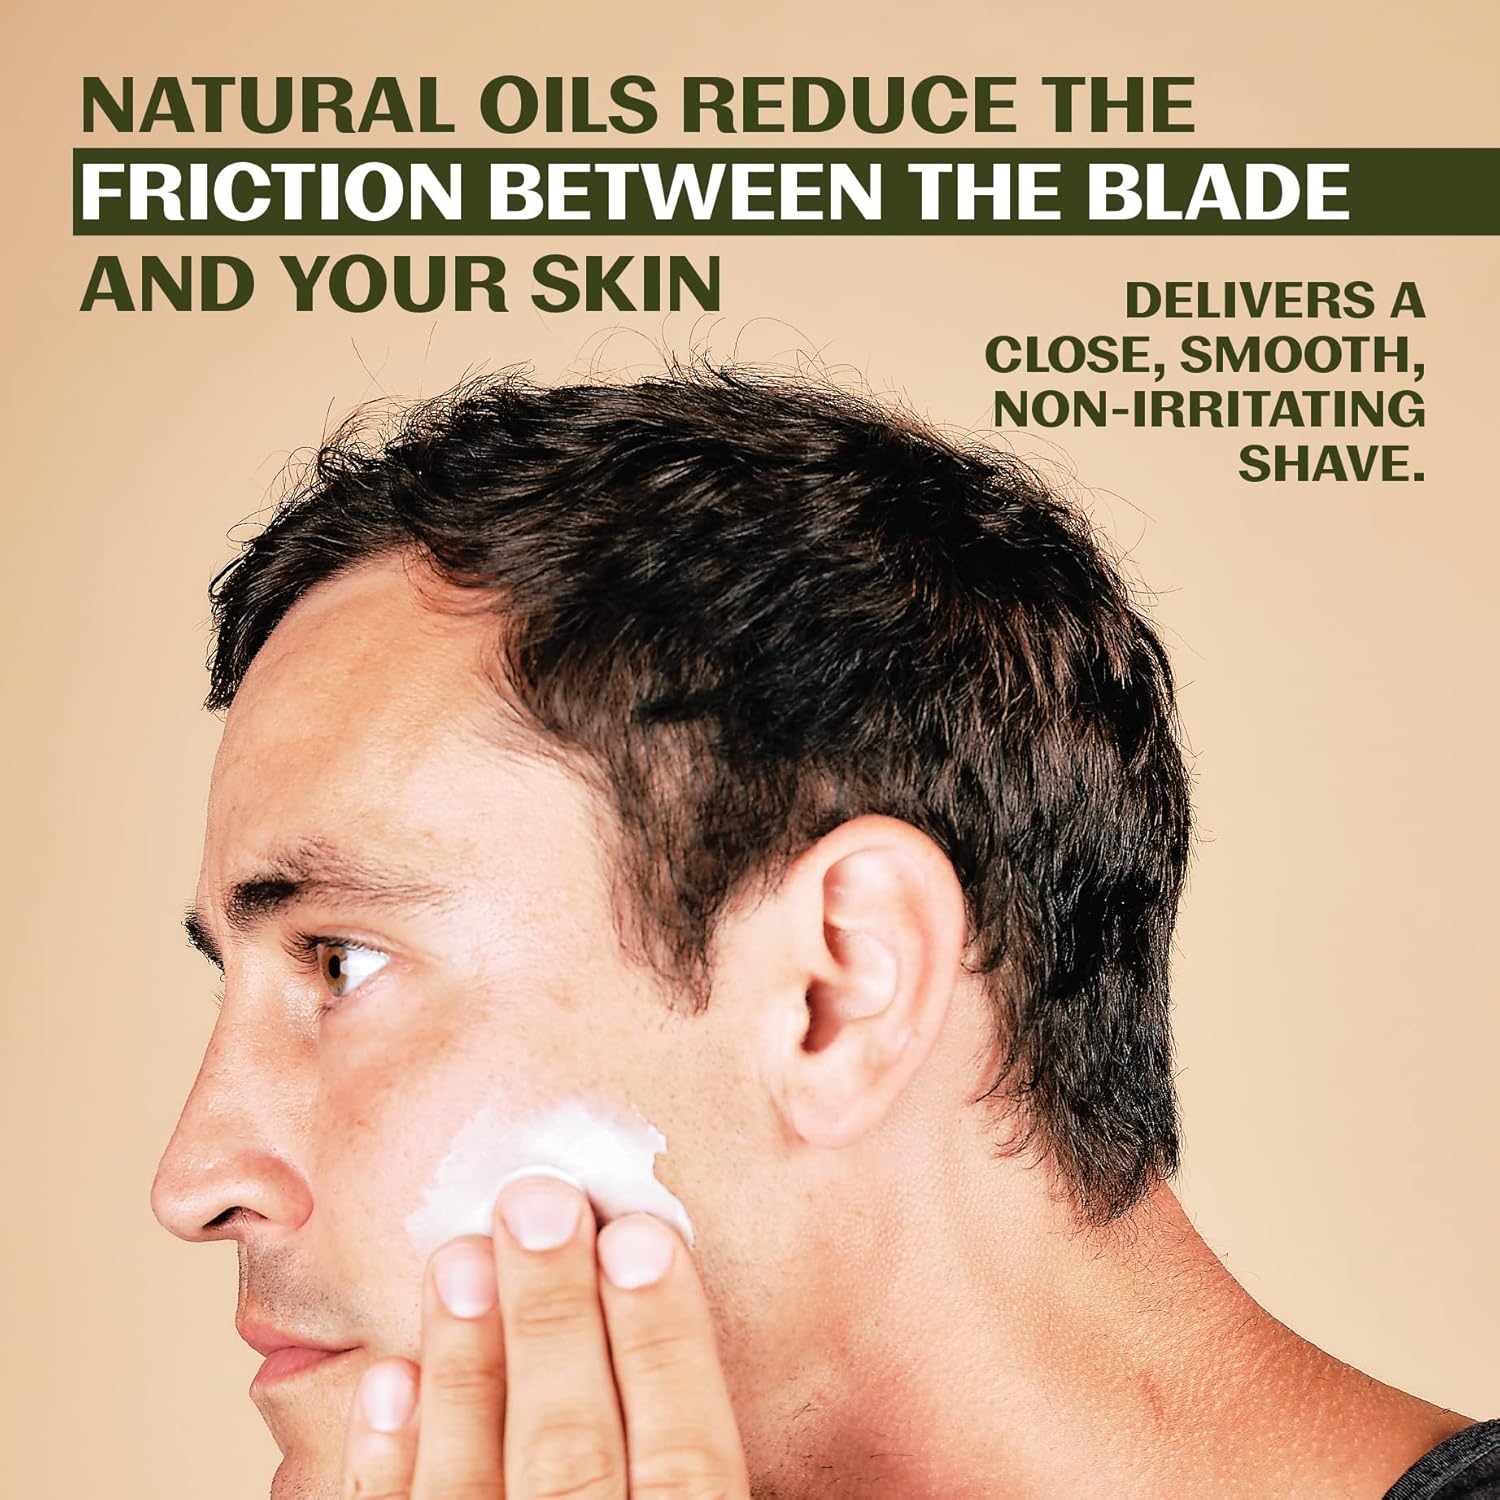 NATURAL OILS REDUCE THE
FRICTION BETWEEN THE BLADE
AND YOUR SKIN
DELIVERS A
CLOSE, SMOOTH,
NON-IRRITATING
SHAVE.